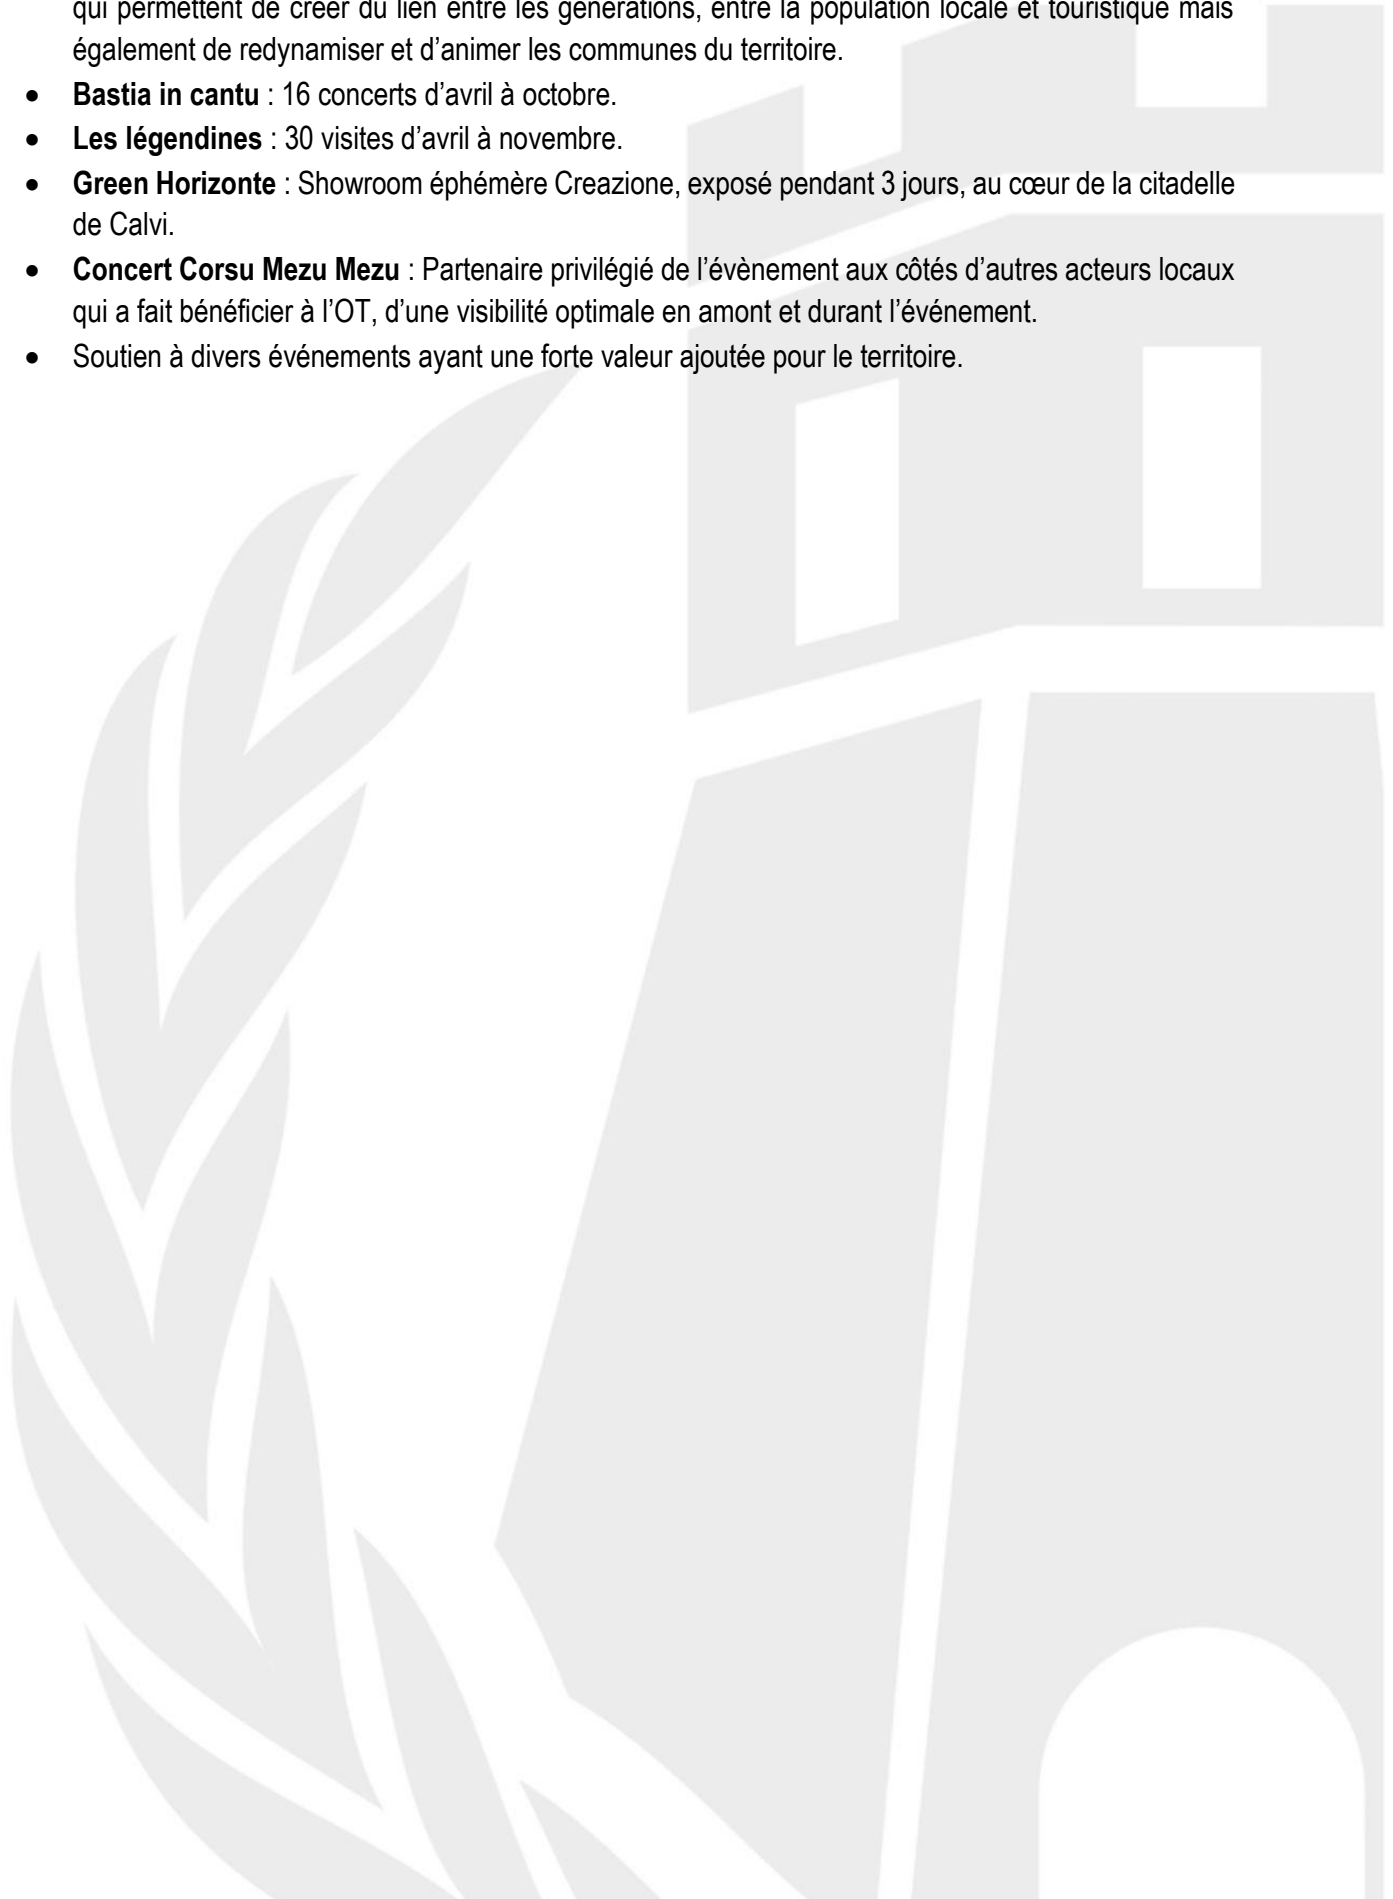 qui permettent de créer du lien entre les générations, entre la population locale et touristique mais
également de redynamiser et d’animer les communes du territoire.
• Bastia in cantu : 16 concerts d’avril à octobre.
• Les légendines : 30 visites d’avril à novembre.
• Green Horizonte : Showroom éphémère Creazione, exposé pendant 3 jours, au cœur de la citadelle
de Calvi.
• Concert Corsu Mezu Mezu : Partenaire privilégié de l’évènement aux côtés d’autres acteurs locaux
qui a fait bénéficier à l’OT, d’une visibilité optimale en amont et durant l’événement.
• Soutien à divers événements ayant une forte valeur ajoutée pour le territoire.